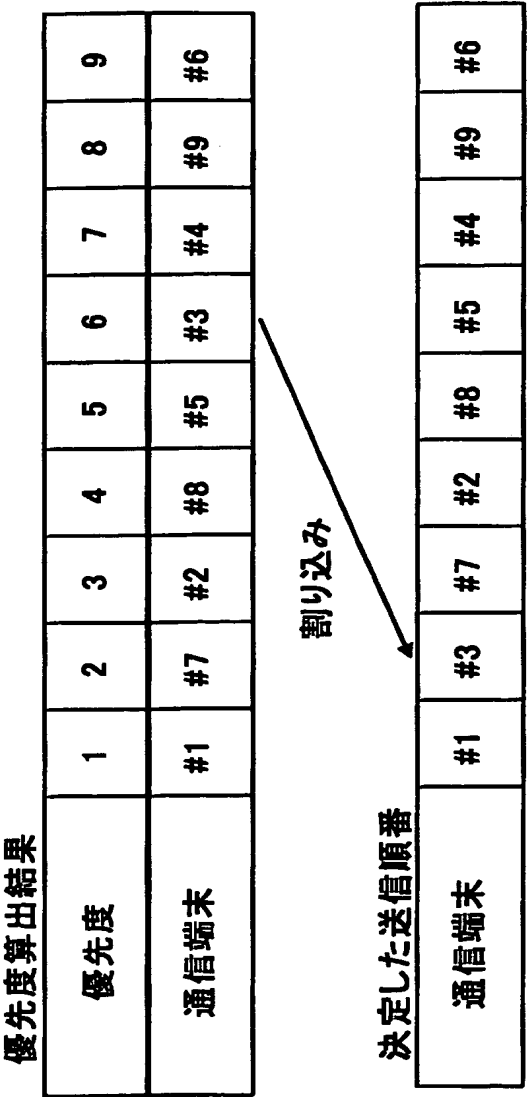 優先度算出結果
優先度 1 2 3 4 5 6 7 8 9
通信端末 #1 #7 #2 #8 #5 #3 #4 #9 #6
割り込み
決定した送信順番
通信端末 #1 #3 #7 #2 #8 #5 #4 #9 #6